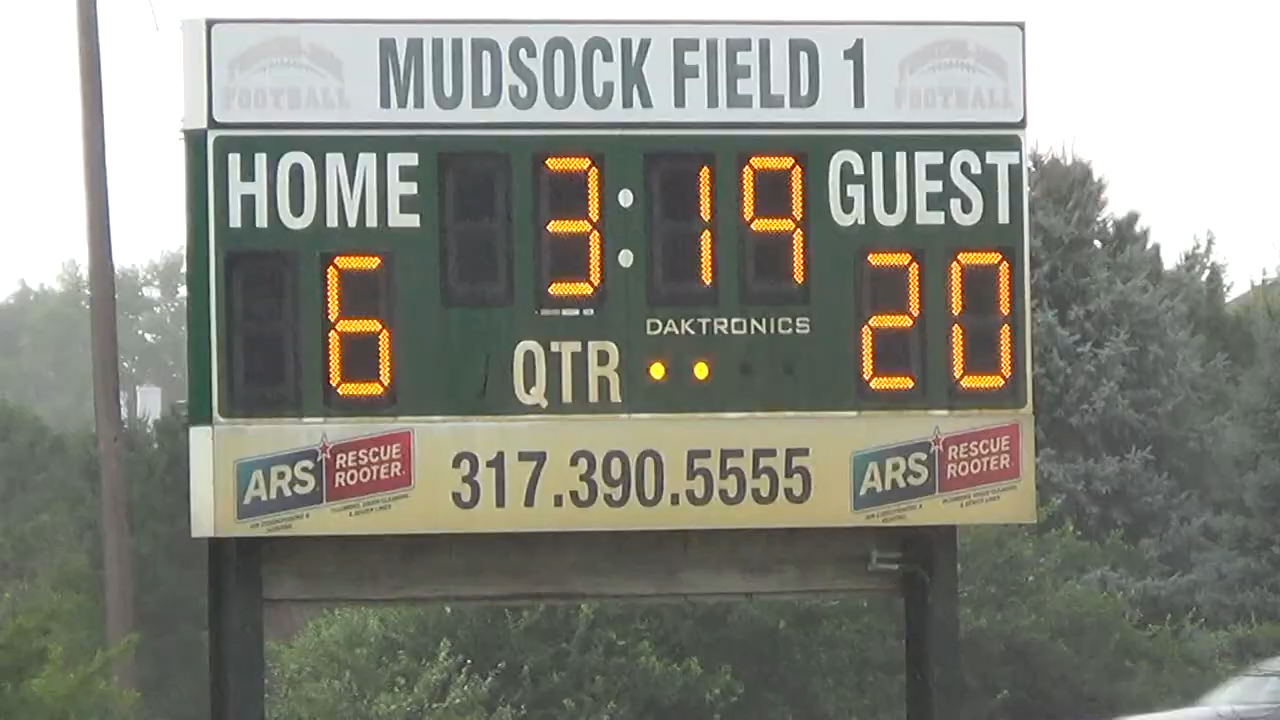 MUDSOCK FIELD 1
FOOTBALL
FOOTBALL
HOME 3:19 GUEST
6 20
DAKTRONICS
QTR
ARS RESCUE ROOTER
317.390.5555
ARS RESCUE ROOTER